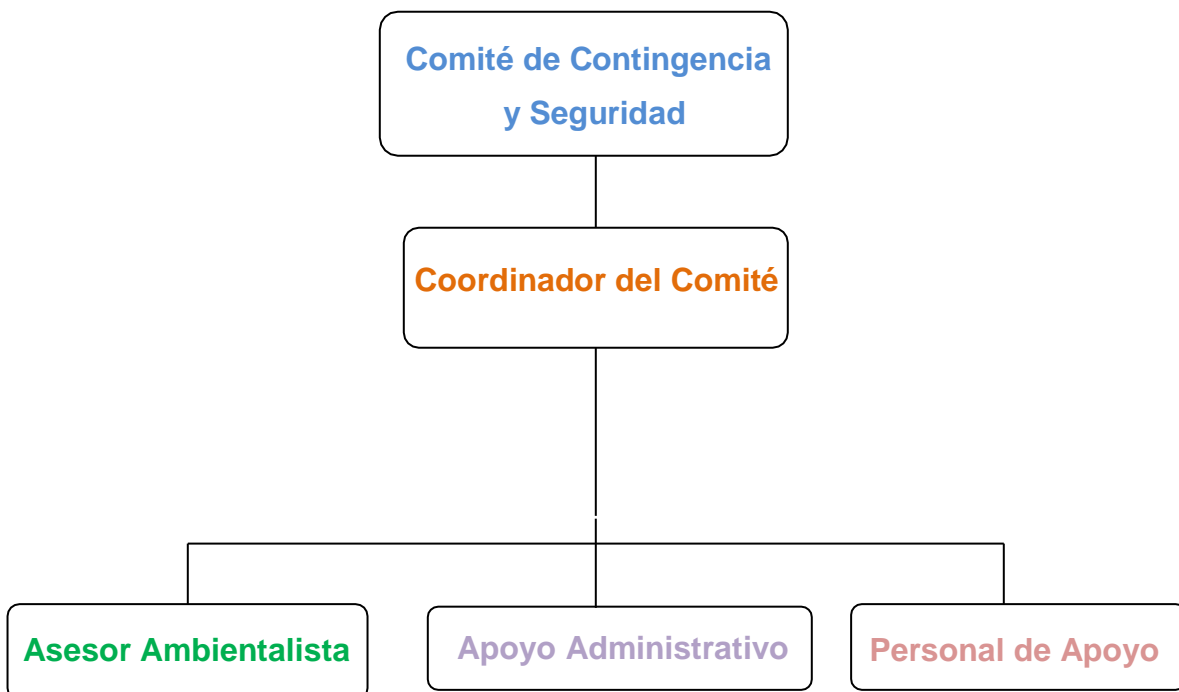 Comité de Contingencia
y Seguridad
Coordinador del Comité
Asesor Ambientalista
Apoyo Administrativo
Personal de Apoyo